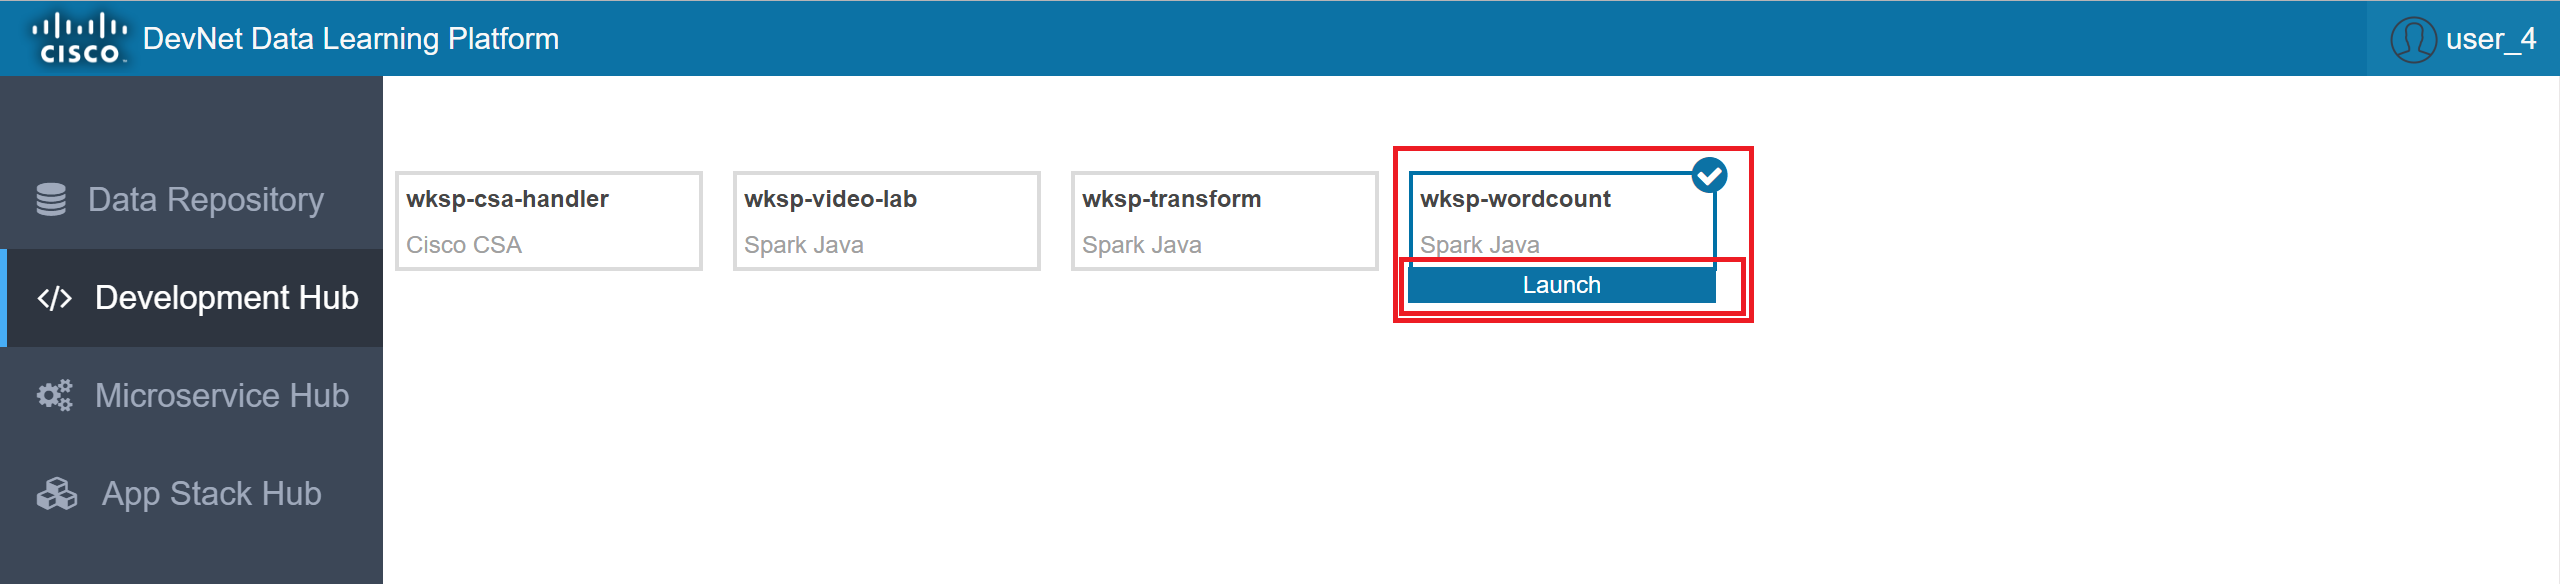 CISCO DevNet Data Learning Platform
user_4
Data Repository
</> Development Hub
Microservice Hub
App Stack Hub
wksp-csa-handler
Cisco CSA
wksp-video-lab
Spark Java
wksp-transform
Spark Java
wksp-wordcount
Spark Java
Launch